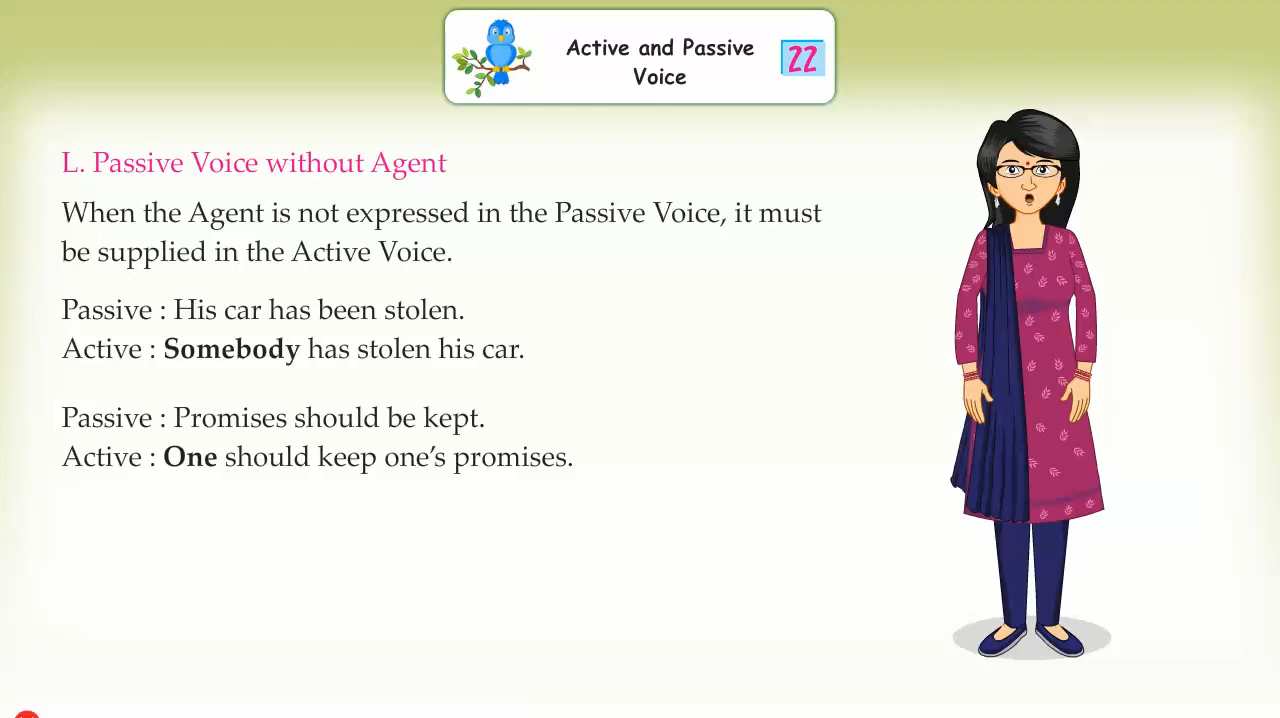 Active and Passive
Voice
22
L. Passive Voice without Agent
When the Agent is not expressed in the Passive Voice, it must
be supplied in the Active Voice.
Passive : His car has been stolen.
Active : Somebody has stolen his car.
Passive : Promises should be kept.
Active : One should keep one’s promises.